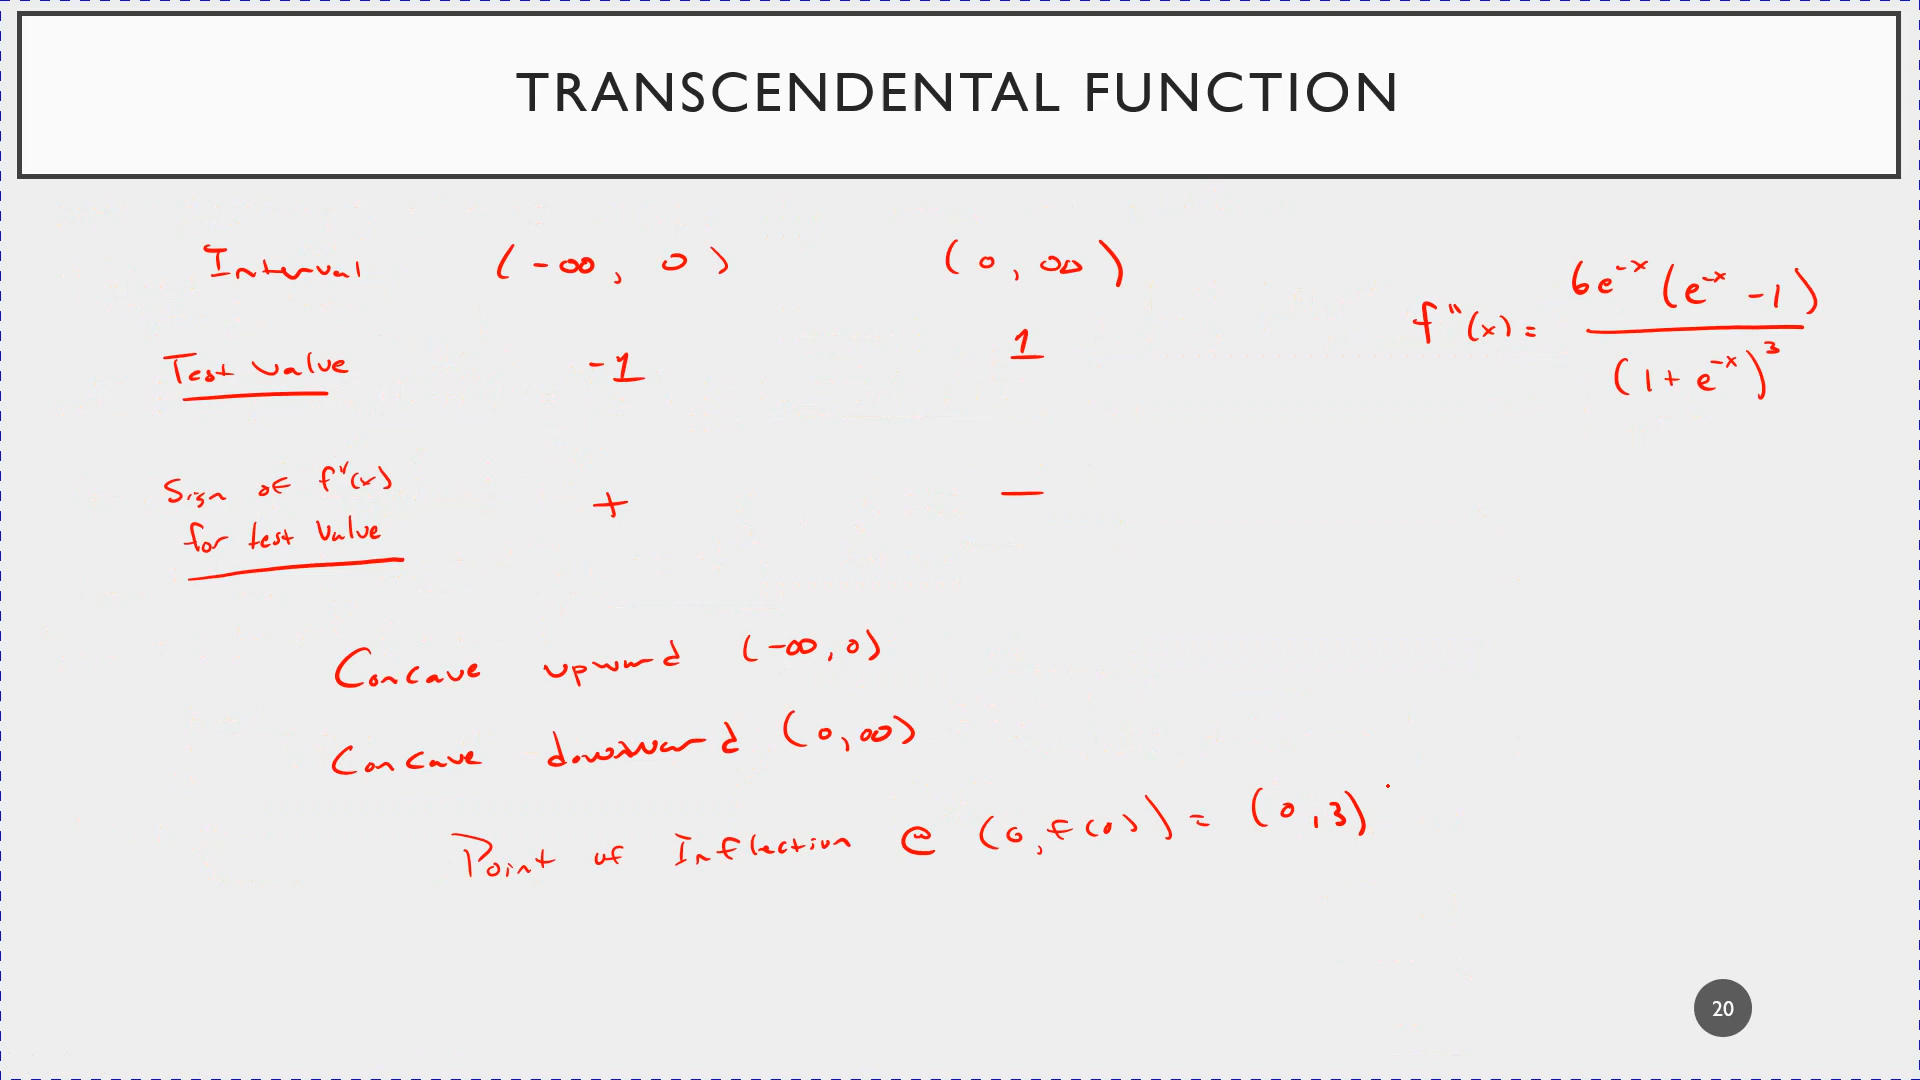 TRANSCENDENTAL FUNCTION
Interval (-∞, 0) (0, ∞)
f"(x) = 6e^-x (e^-x - 1) / (1 + e^-x)^3
Test value -1 1
Sign of f"(x)
for test value + —
Concave upward (-∞, 0)
Concave downward (0, ∞)
Point of Inflection @ (0, f(0)) = (0, 3)
20